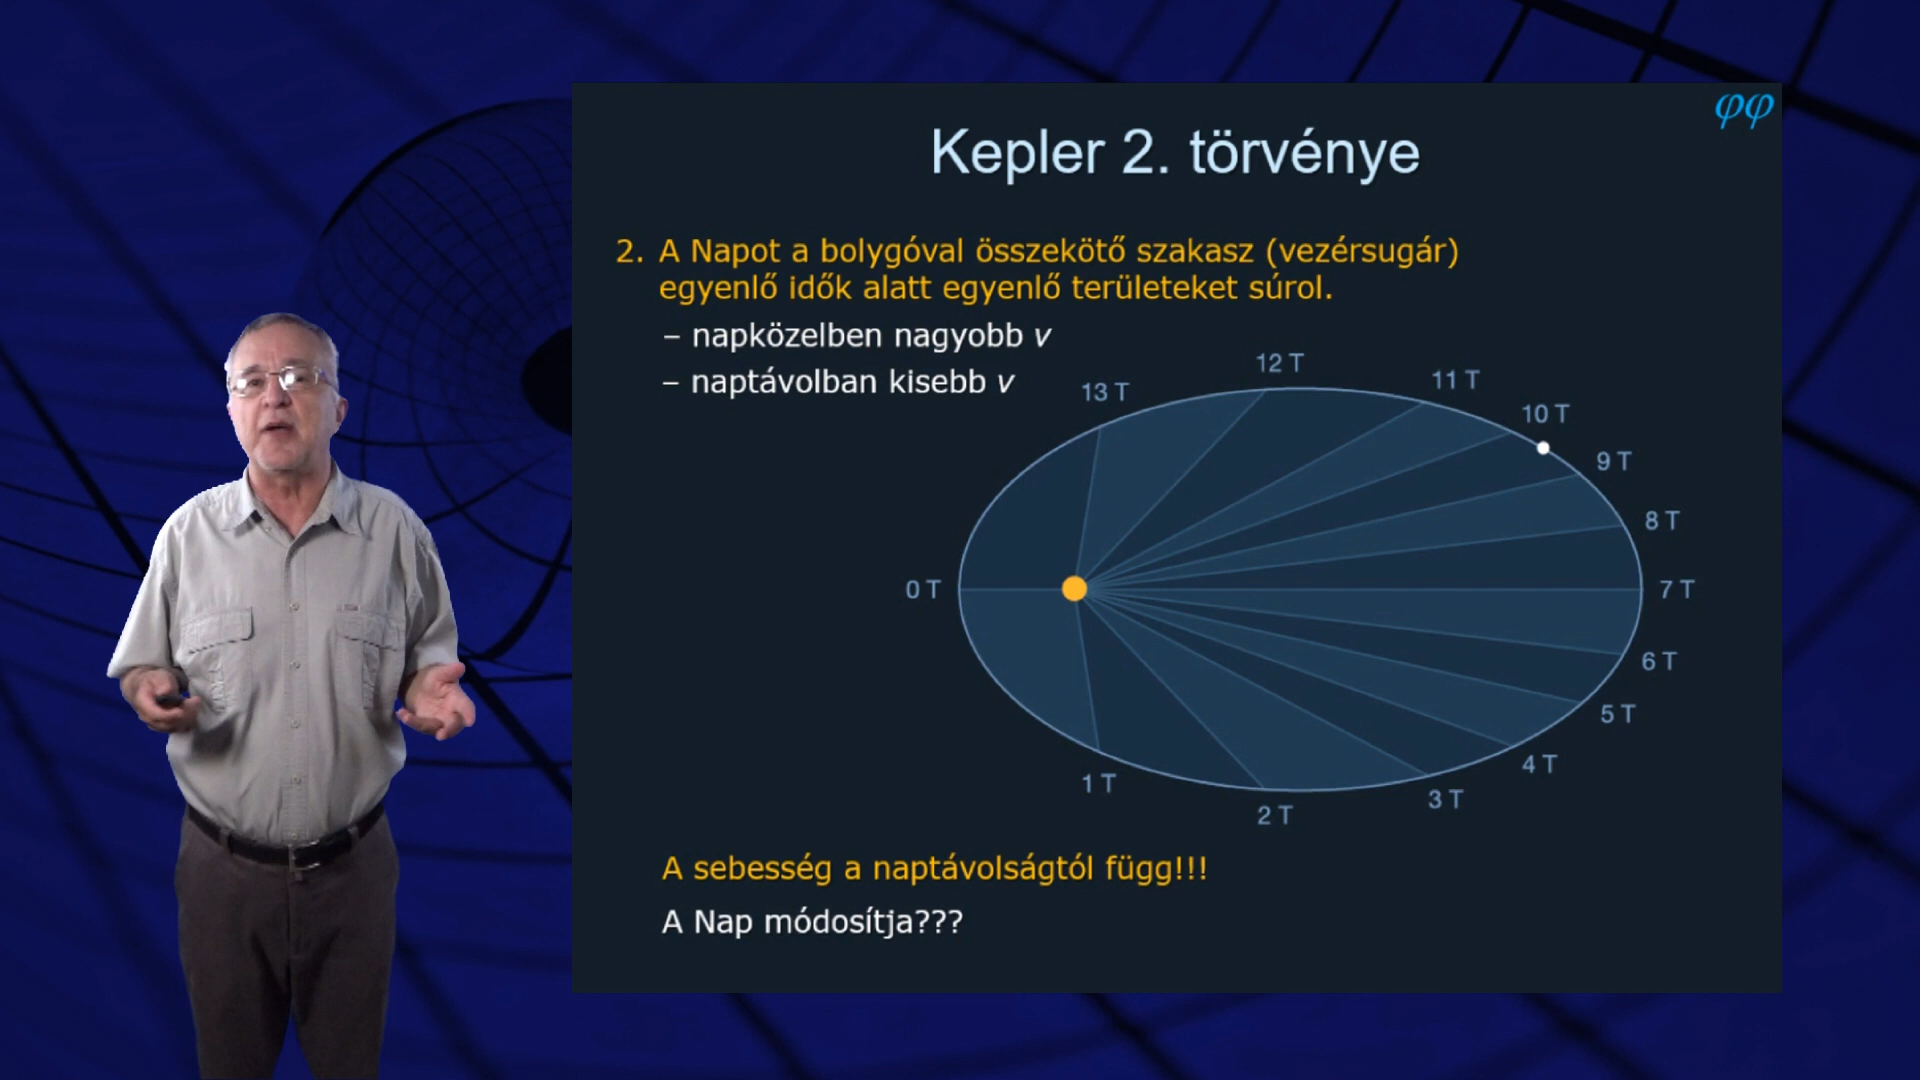 φφ
Kepler 2. törvénye
2. A Napot a bolygóval összekötő szakasz (vezérsugár)
egyenlő idők alatt egyenlő területeket súrol.
– napközelben nagyobb v
– naptávolban kisebb v
12 T
11 T
13 T
10 T
9 T
8 T
0 T
7 T
6 T
5 T
4 T
1 T
3 T
2 T
A sebesség a naptávolságtól függ!!!
A Nap módosítja???